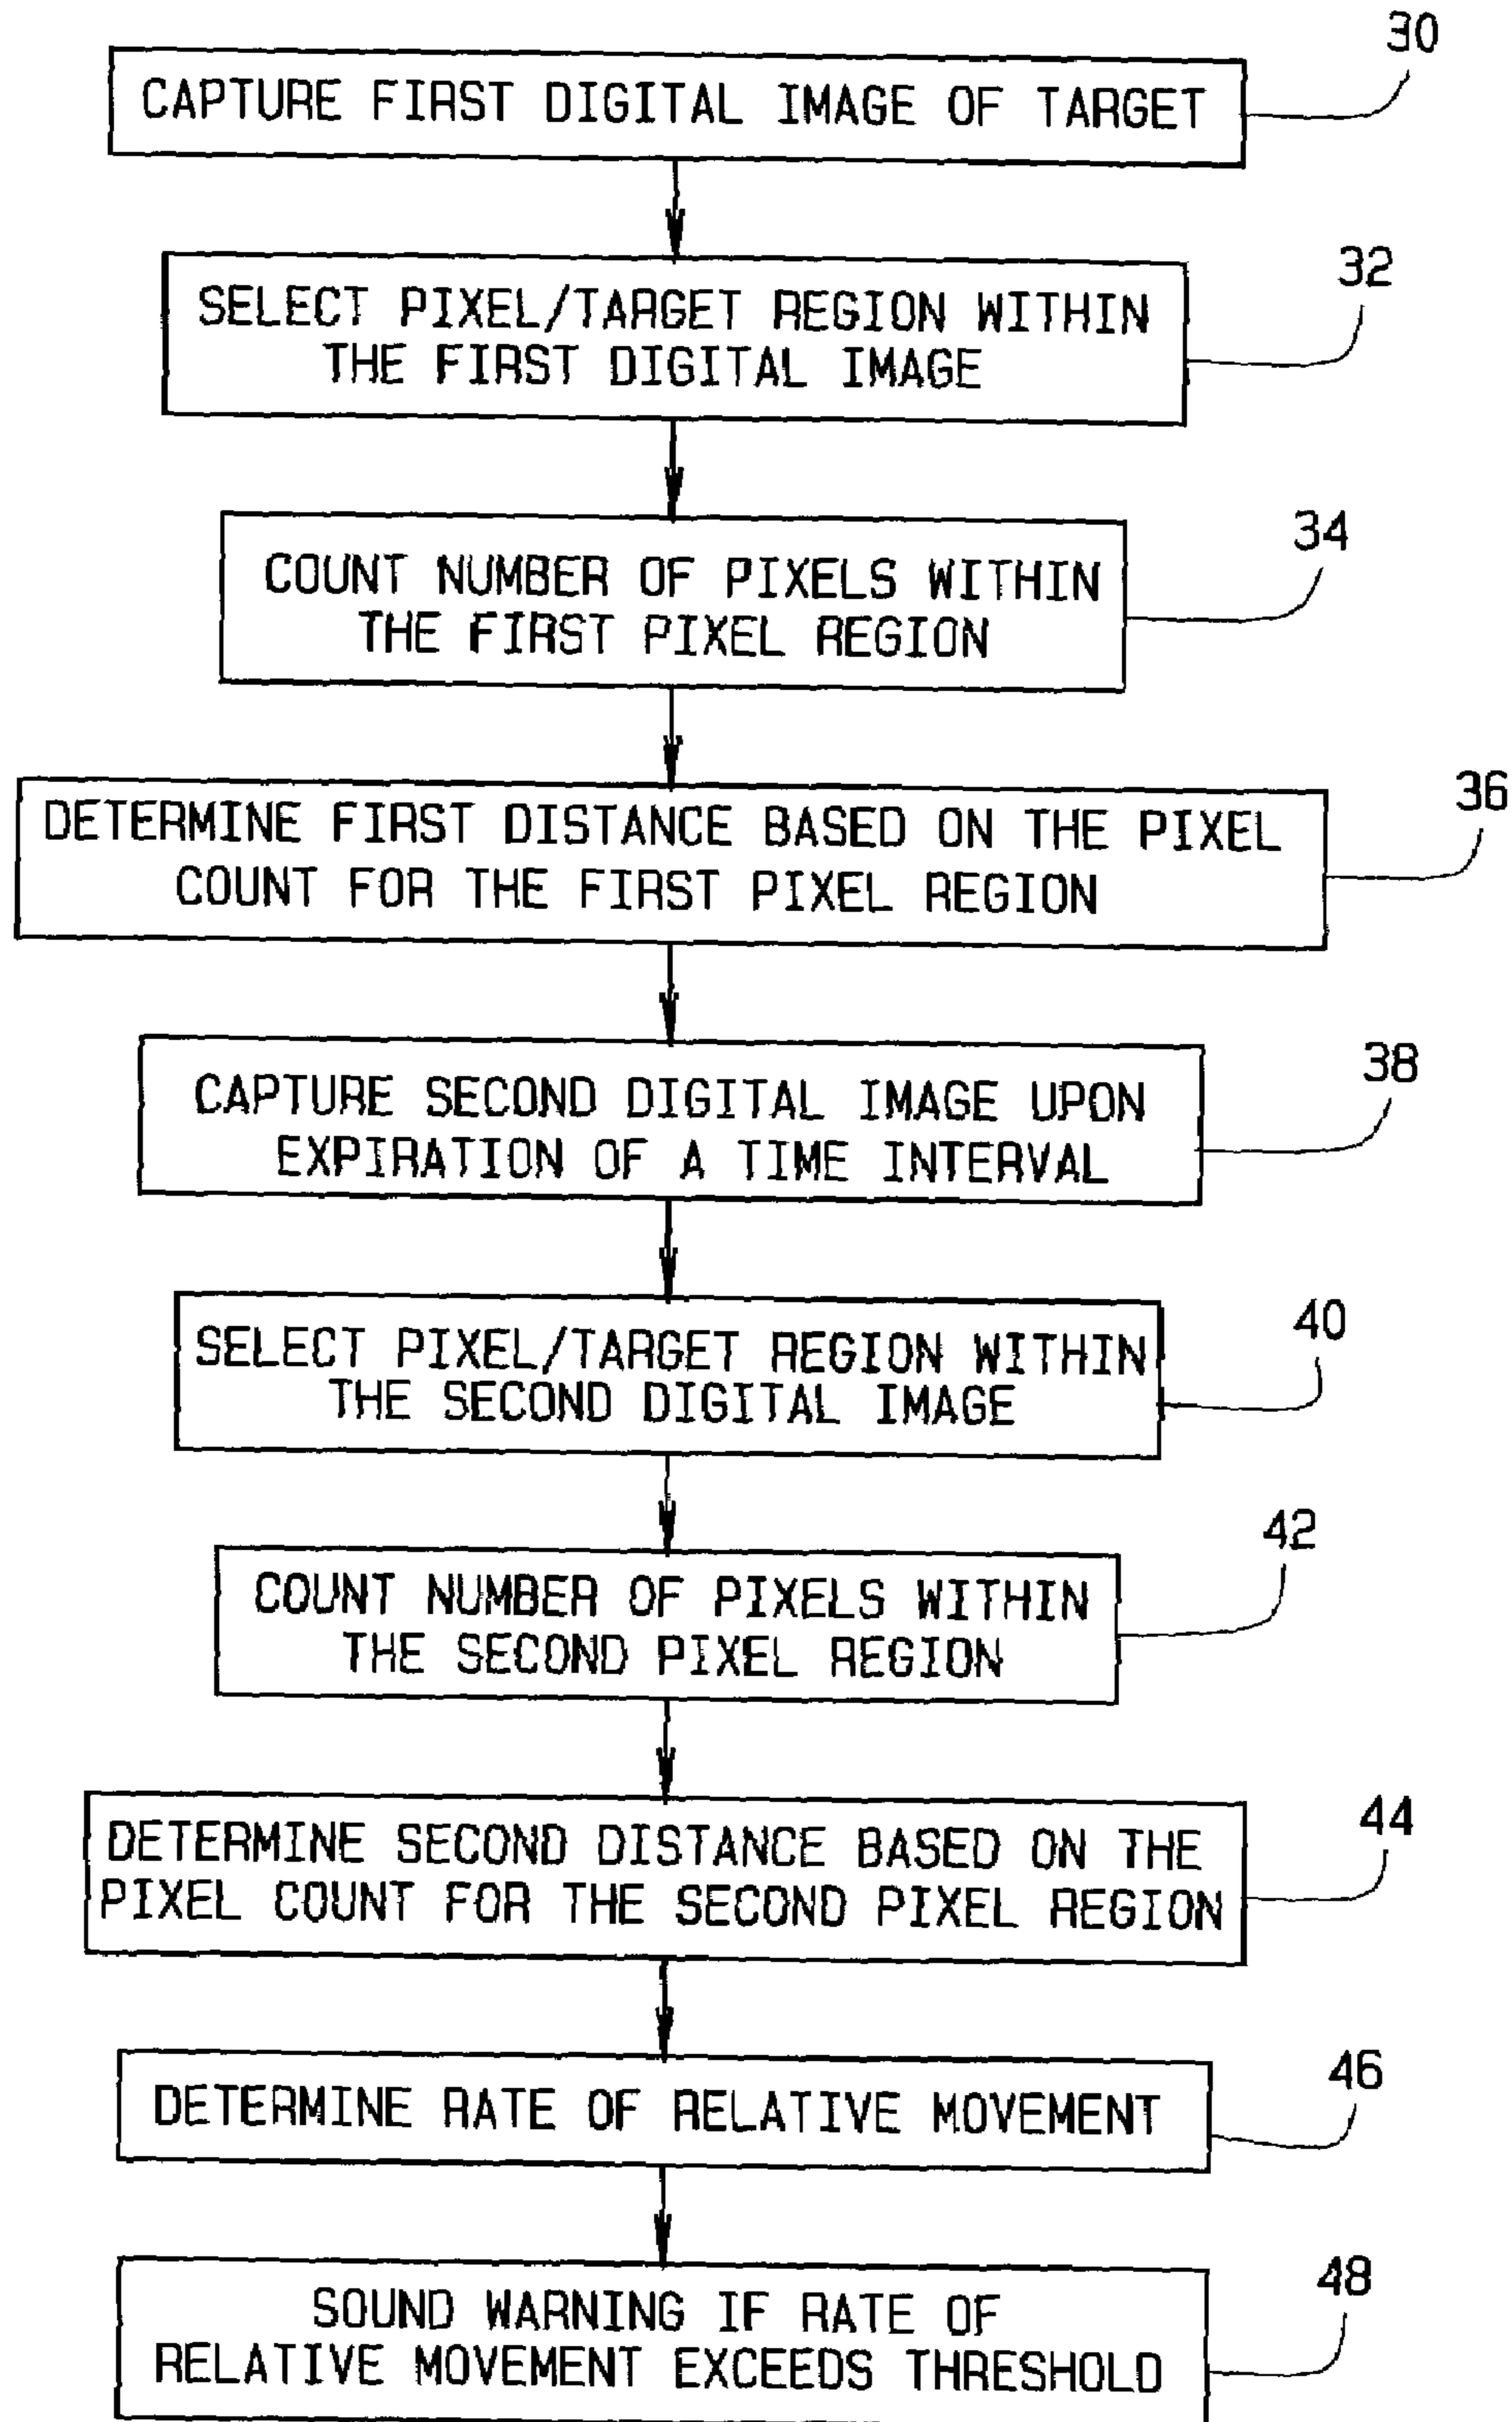 30
CAPTURE FIRST DIGITAL IMAGE OF TARGET
32
SELECT PIXEL/TARGET REGION WITHIN
THE FIRST DIGITAL IMAGE
34
COUNT NUMBER OF PIXELS WITHIN
THE FIRST PIXEL REGION
36
DETERMINE FIRST DISTANCE BASED ON THE PIXEL
COUNT FOR THE FIRST PIXEL REGION
38
CAPTURE SECOND DIGITAL IMAGE UPON
EXPIRATION OF A TIME INTERVAL
40
SELECT PIXEL/TARGET REGION WITHIN
THE SECOND DIGITAL IMAGE
42
COUNT NUMBER OF PIXELS WITHIN
THE SECOND PIXEL REGION
44
DETERMINE SECOND DISTANCE BASED ON THE
PIXEL COUNT FOR THE SECOND PIXEL REGION
46
DETERMINE RATE OF RELATIVE MOVEMENT
48
SOUND WARNING IF RATE OF
RELATIVE MOVEMENT EXCEEDS THRESHOLD